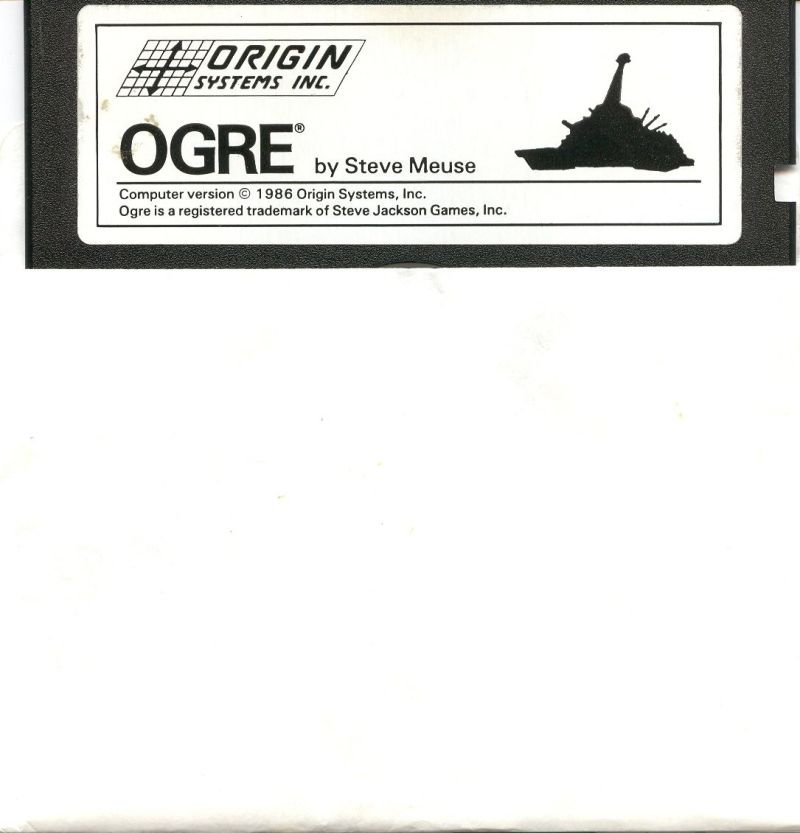 ORIGIN
SYSTEMS INC.
OGRE® by Steve Meuse
Computer version © 1986 Origin Systems, Inc.
Ogre is a registered trademark of Steve Jackson Games, Inc.